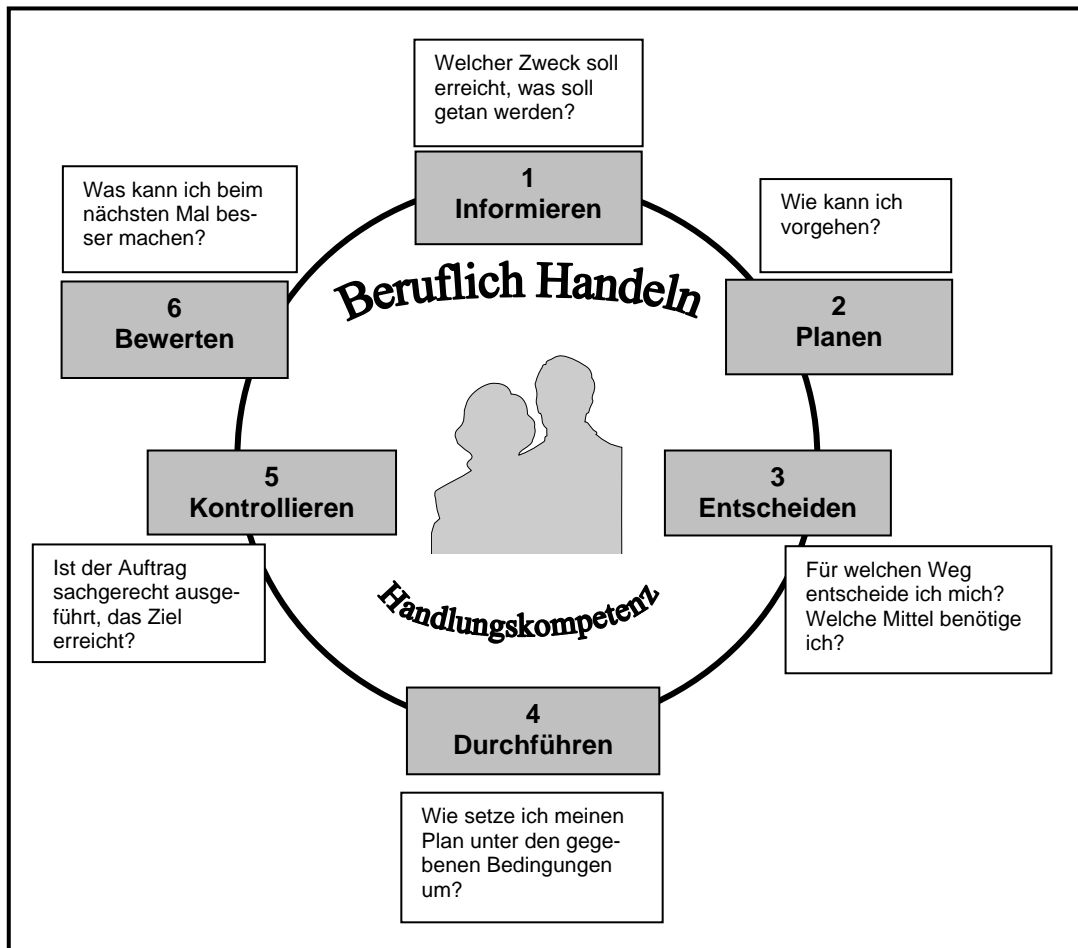 Welcher Zweck soll
erreicht, was soll
getan werden?
1
Informieren
Wie kann ich
vorgehen?
2
Planen
3
Entscheiden
Für welchen Weg
entscheide ich mich?
Welche Mittel benötige
ich?
4
Durchführen
Wie setze ich meinen
Plan unter den gege-
benen Bedingungen
um?
5
Kontrollieren
Ist der Auftrag
sachgerecht ausge-
führt, das Ziel
erreicht?
Was kann ich beim
nächsten Mal bes-
ser machen?
6
Bewerten
Beruflich Handeln
Handlungskompetenz